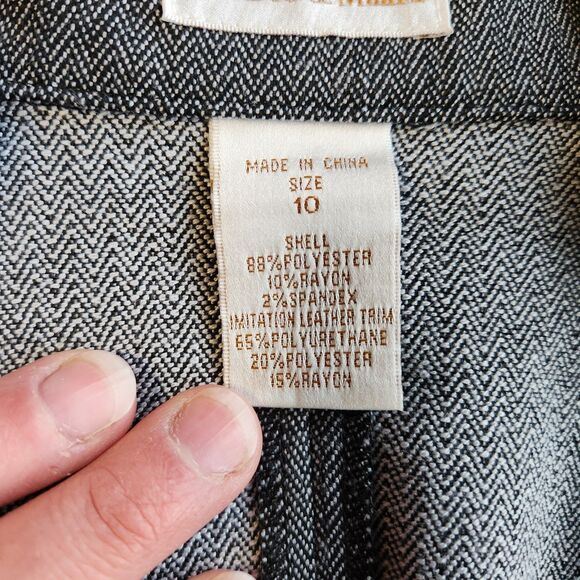 MADE IN CHINA
SIZE
10
SHELL
88%POLYESTER
10%RAYON
2%SPANDEX
IMITATION LEATHER TRIM
65%POLYURETHANE
20%POLYESTER
15%RAYON